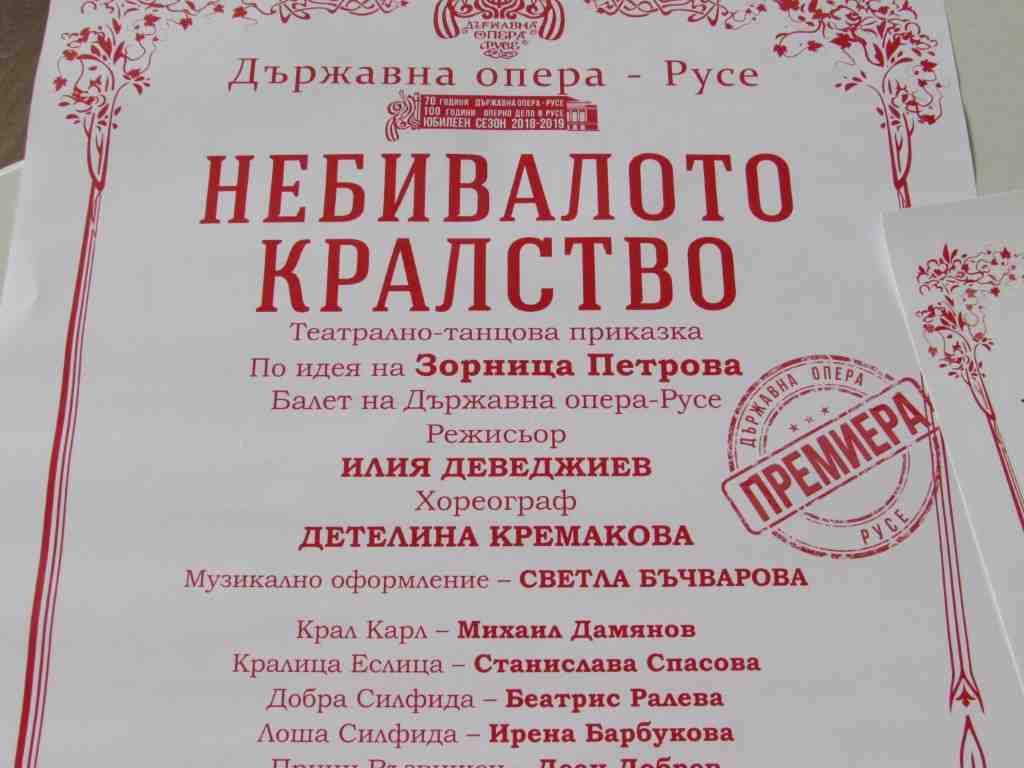 ДЪРЖАВНА
ОПЕРА
РУСЕ
Държавна опера - Русе
70 ГОДИНИ ДЪРЖАВНА ОПЕРА - РУСЕ
100 ГОДИНИ ОПЕРНО ДЕЛО В РУСЕ
ЮБИЛЕЕН СЕЗОН 2018-2019
НЕБИВАЛОТО
КРАЛСТВО
Театрално-танцова приказка
По идея на Зорница Петрова
Балет на Държавна опера-Русе
Режисьор
ИЛИЯ ДЕВЕДЖИЕВ
Хореограф
ДЕТЕЛИНА КРЕМАКОВА
ДЪРЖАВНА ОПЕРА
ПРЕМИЕРА
РУСЕ
Музикално оформление – СВЕТЛА БЪЧВАРОВА
Крал Карл – Михаил Дамянов
Кралица Еслица – Станислава Спасова
Добра Силфида – Беатрис Ралева
Лоша Силфида – Ирена Барбукова